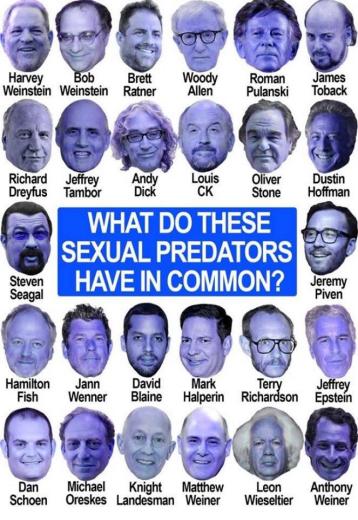 Harvey Weinstein
Bob Weinstein
Brett Ratner
Woody Allen
Roman Pulanski
James Toback
Richard Dreyfus
Jeffrey Tambor
Andy Dick
Louis CK
Oliver Stone
Dustin Hoffman
WHAT DO THESE
SEXUAL PREDATORS
HAVE IN COMMON?
Steven Seagal
Jeremy Piven
Hamilton Fish
Jann Wenner
David Blaine
Mark Halperin
Terry Richardson
Jeffrey Epstein
Dan Schoen
Michael Oreskes
Knight Landesman
Matthew Weiner
Leon Wieseltier
Anthony Weiner